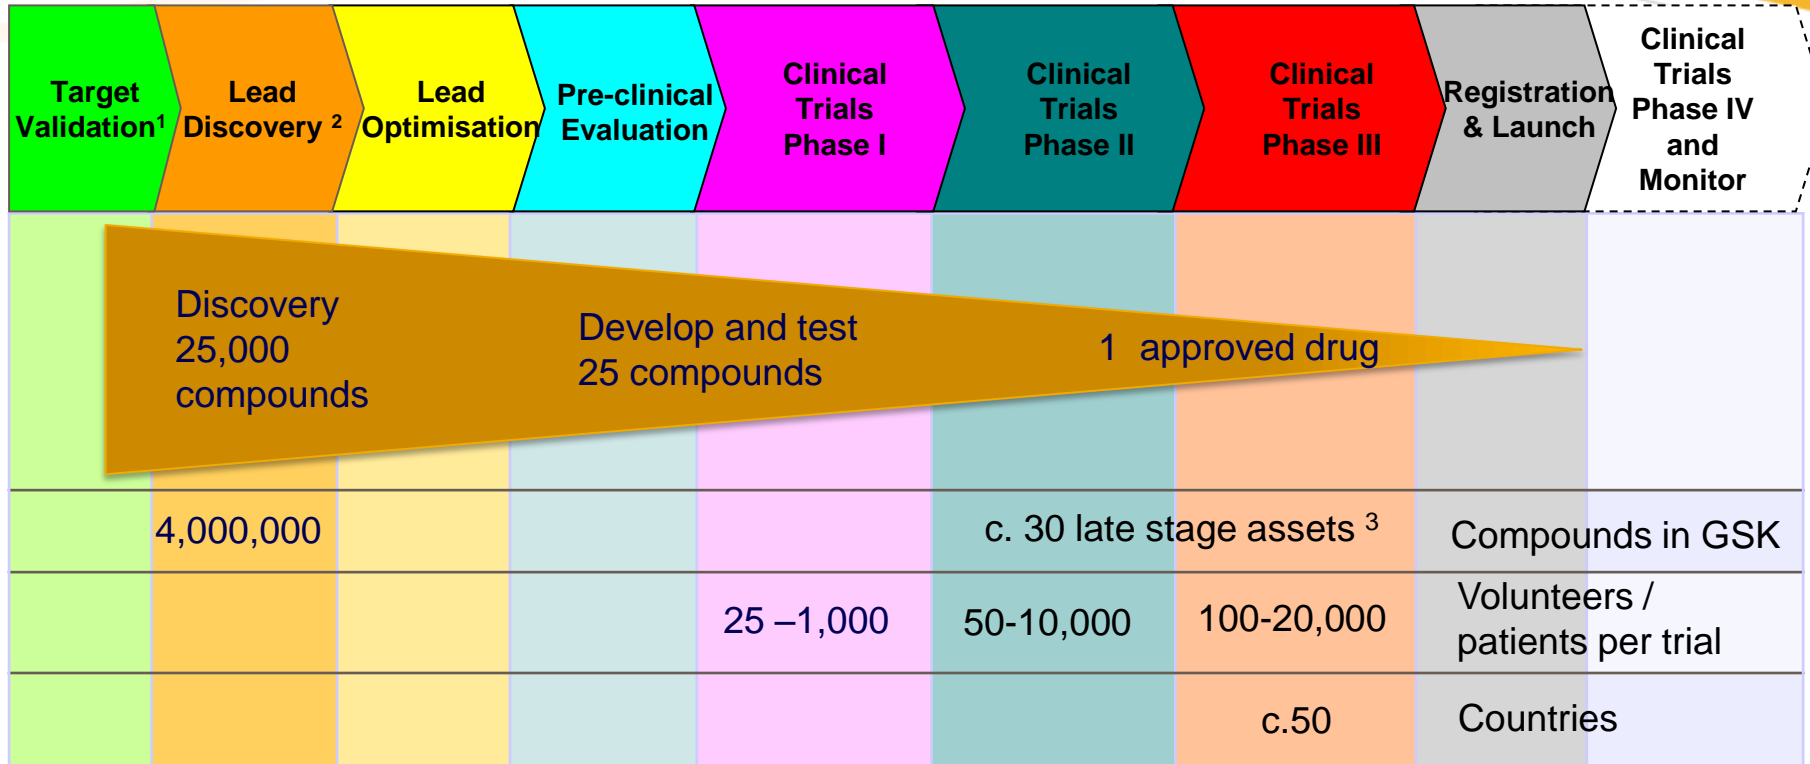 Target
Validation¹
Lead
Discovery ²
Lead
Optimisation
Pre-clinical
Evaluation
Clinical
Trials
Phase I
Clinical
Trials
Phase II
Clinical
Trials
Phase III
Registration
& Launch
Clinical
Trials
Phase IV
and
Monitor
Discovery
25,000
compounds
Develop and test
25 compounds
1 approved drug
4,000,000
c. 30 late stage assets ³
Compounds in GSK
25 –1,000
50-10,000
100-20,000
Volunteers /
patients per trial
c.50
Countries